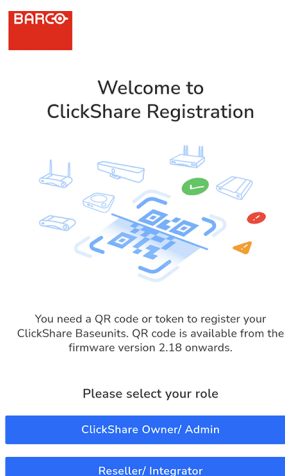 BARCO
Welcome to
ClickShare Registration
You need a QR code or token to register your
ClickShare Baseunits. QR code is available from the
firmware version 2.18 onwards.
Please select your role
ClickShare Owner/ Admin
Reseller/ Integrator